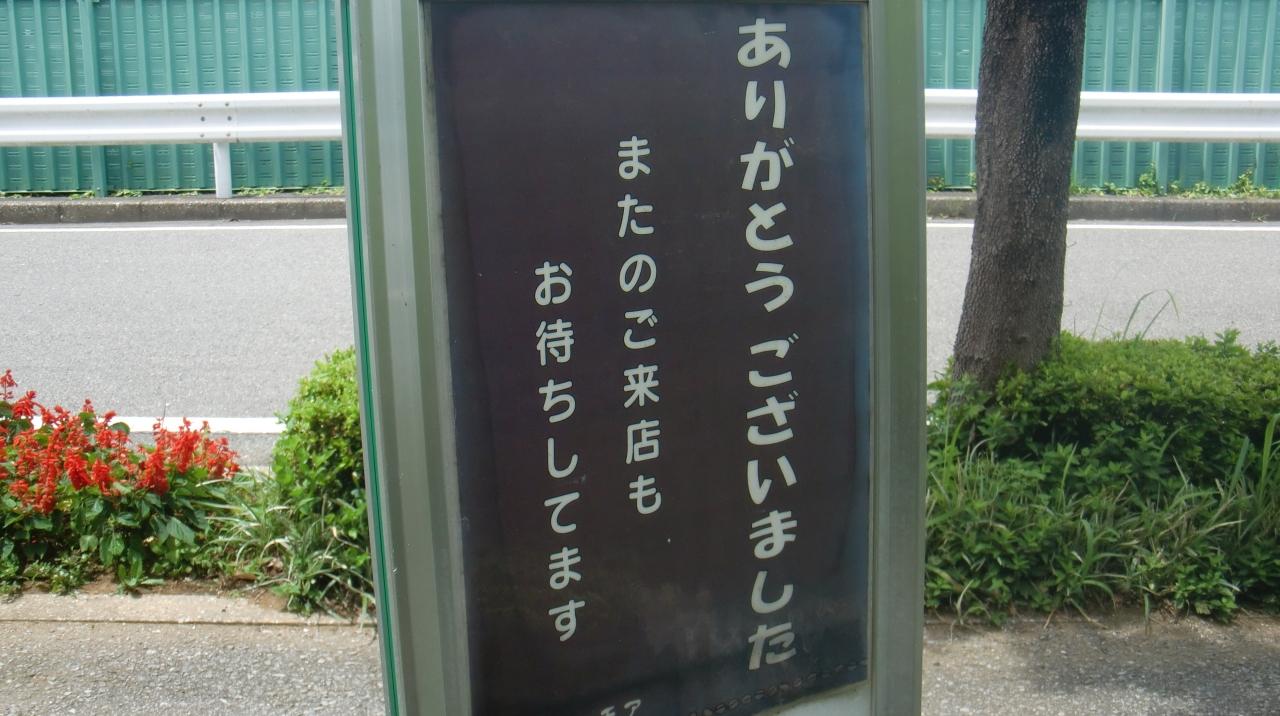 ありがとうございました
またのご来店も
お待ちしてます